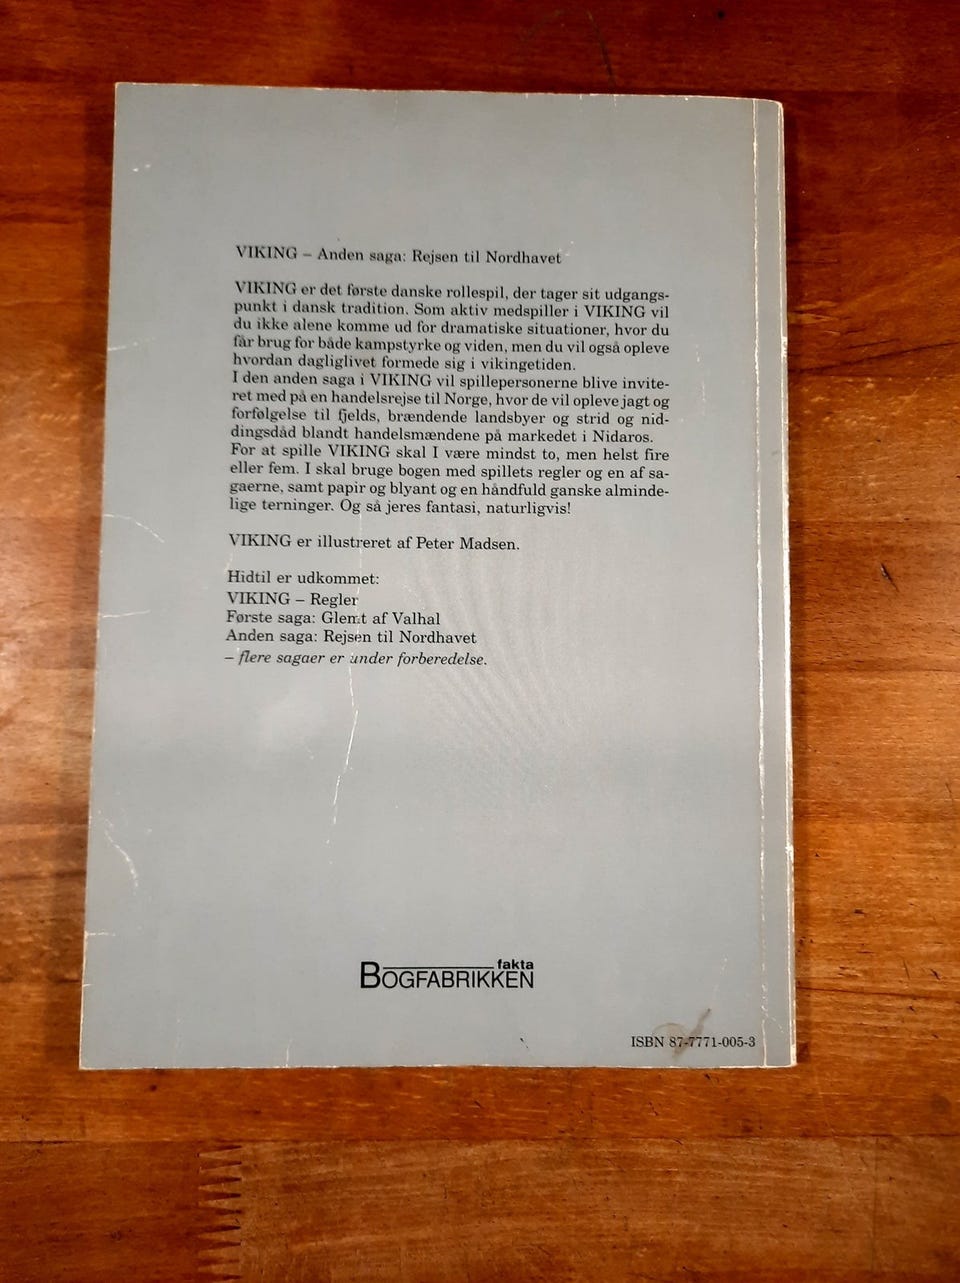 VIKING – Anden saga: Rejsen til Nordhavet
VIKING er det første danske rollespil, der tager sit udgangs-
punkt i dansk tradition. Som aktiv medspiller i VIKING vil
du ikke alene komme ud for dramatiske situationer, hvor du
får brug for både kampstyrke og viden, men du vil også opleve
hvordan dagliglivet formede sig i vikingetiden.
I den anden saga i VIKING vil spillepersonerne blive invite-
ret med på en handelsrejse til Norge, hvor de vil opleve jagt og
forfølgelse til fjelds, brændende landsbyer og strid og nid-
dingsdåd blandt handelsmændene på markedet i Nidaros.
For at spille VIKING skal I være mindst to, men helst fire
eller fem. I skal bruge bogen med spillets regler og en af sa-
gaerne, samt papir og blyant og en håndfuld ganske alminde-
lige terninger. Og så jeres fantasi, naturligvis!
VIKING er illustreret af Peter Madsen.
Hidtil er udkommet:
VIKING – Regler
Første saga: Glemt af Valhal
Anden saga: Rejsen til Nordhavet
– flere sagaer er under forberedelse.
fakta
BOGFABRIKKEN
ISBN 87-7771-005-3